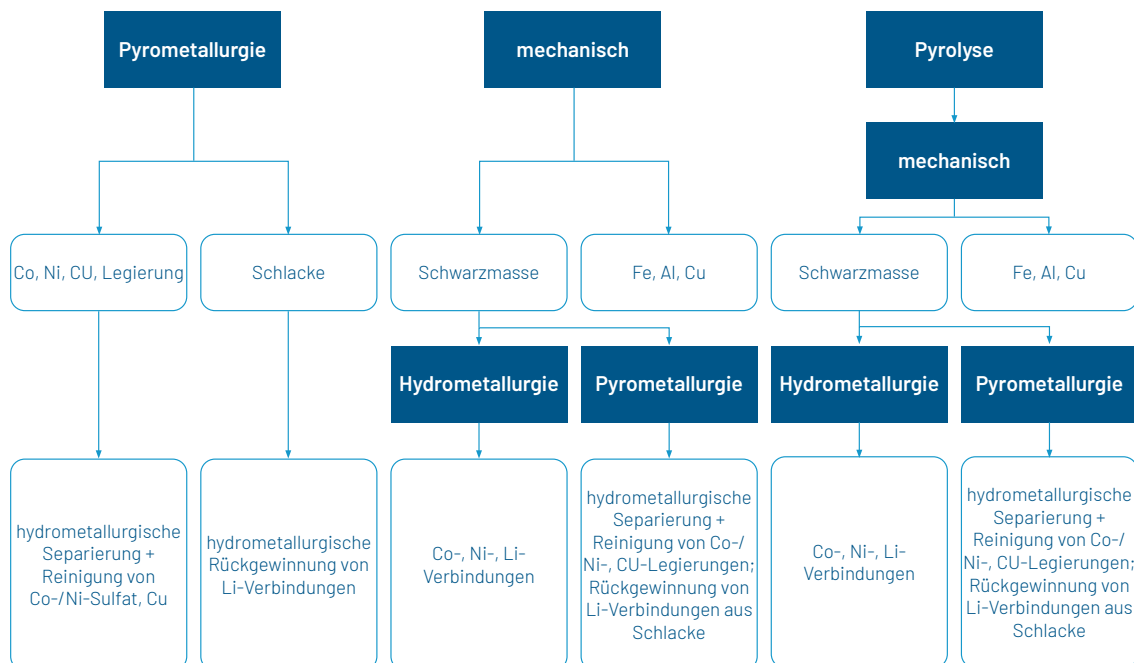 Pyrometallurgie
mechanisch
Pyrolyse
mechanisch
Co, Ni, CU, Legierung
Schlacke
Schwarzmasse
Fe, Al, Cu
Schwarzmasse
Fe, Al, Cu
Hydrometallurgie
Pyrometallurgie
Hydrometallurgie
Pyrometallurgie
hydrometallurgische
Separierung +
Reinigung von
Co-/Ni-Sulfat, Cu
hydrometallurgische
Rückgewinnung von
Li-Verbindungen
Co-, Ni-, Li-
Verbindungen
hydrometallurgische
Separierung +
Reinigung von Co-/
Ni-, CU-Legierungen;
Rückgewinnung von
Li-Verbindungen aus
Schlacke
Co-, Ni-, Li-
Verbindungen
hydrometallurgische
Separierung +
Reinigung von Co-/
Ni-, CU-Legierungen;
Rückgewinnung von
Li-Verbindungen aus
Schlacke